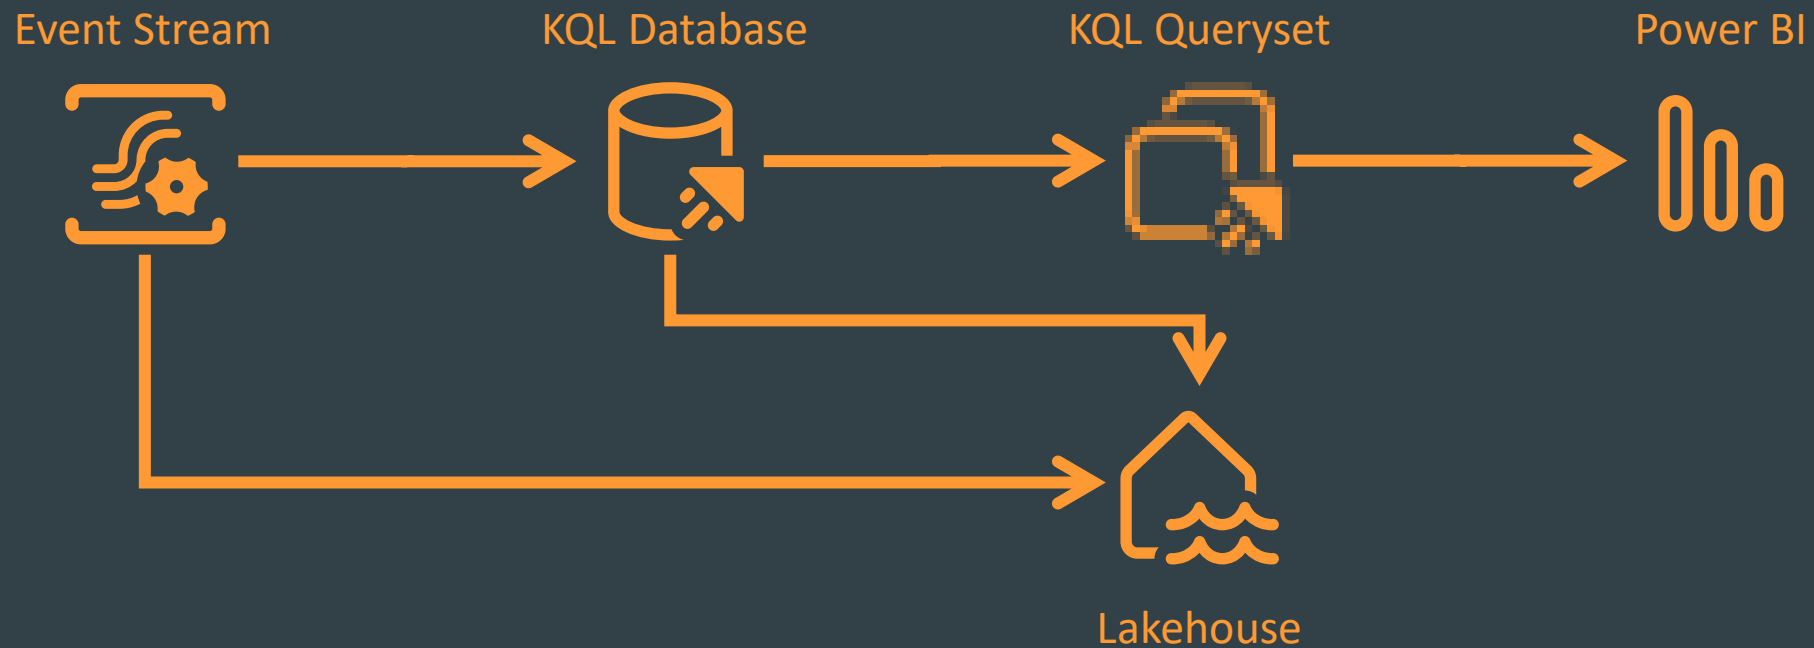 Event Stream
KQL Database
KQL Queryset
Power BI
Lakehouse